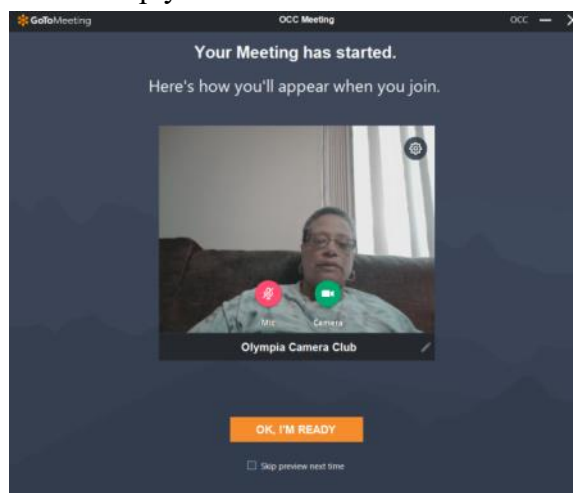 GoToMeeting OCC Meeting OCC
Your Meeting has started.
Here's how you'll appear when you join.
Mic Camera
Olympia Camera Club
OK, I'M READY
Skip preview next time